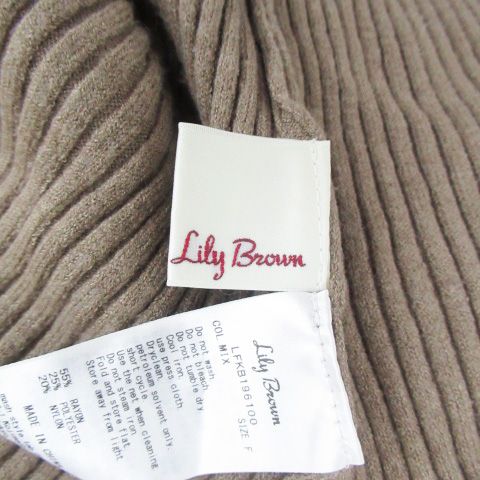 Lily Brown
Lily Brown
LFKB196100
COL.MIX SIZE F
Do not wash
Do not bleach
Do not tumble dry
Cool iron.
Use press cloth.
Dryclean,
petroleum solvent only.
Use the net when cleaning
short cycle
Do not steam iron
Fold and store flat
Store away from light
55% RAYON
25% POLYESTER
20% NYLON
MADE IN